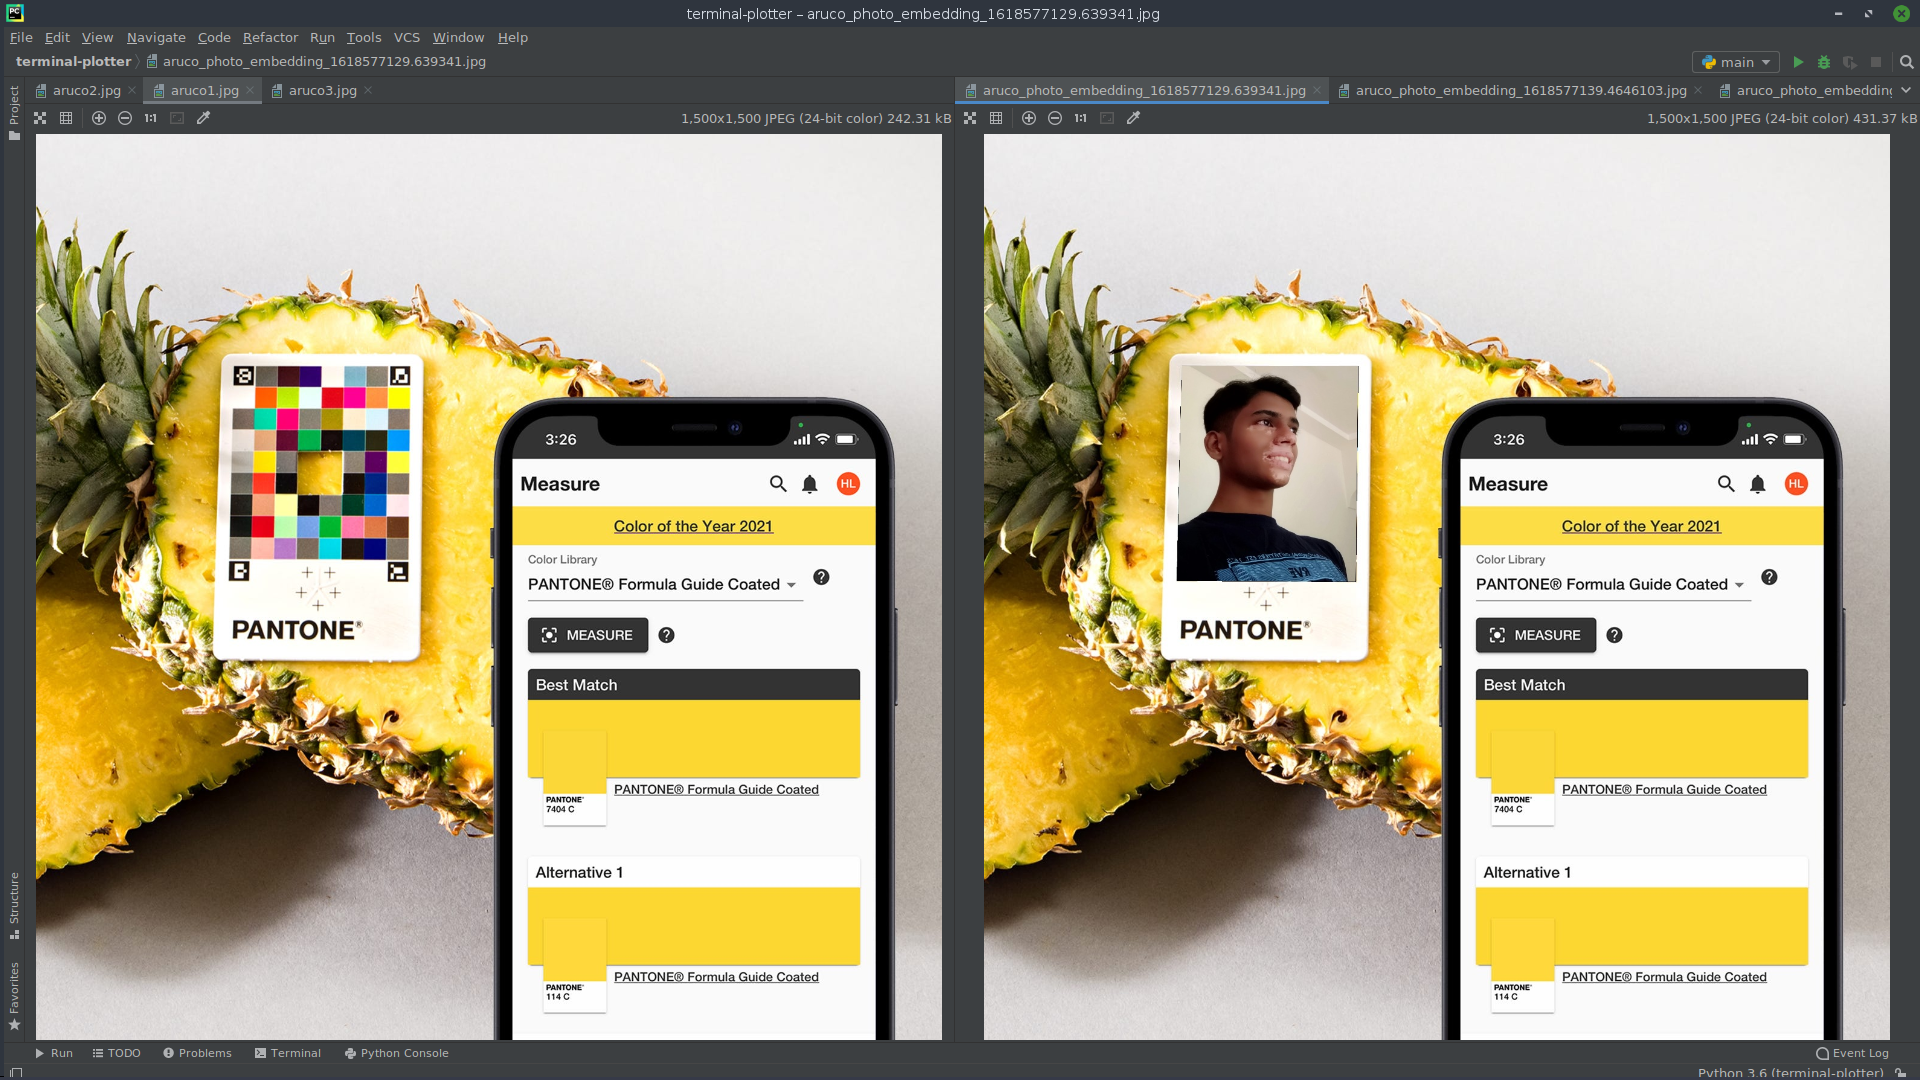 terminal-plotter – aruco_photo_embedding_1618577129.639341.jpg
File Edit View Navigate Code Refactor Run Tools VCS Window Help
terminal-plotter aruco_photo_embedding_1618577129.639341.jpg
main
aruco2.jpg aruco1.jpg aruco3.jpg
aruco_photo_embedding_1618577129.639341.jpg aruco_photo_embedding_1618577139.4646103.jpg aruco_photo_embedding
1:1 1,500x1,500 JPEG (24-bit color) 242.31 kB
1:1 1,500x1,500 JPEG (24-bit color) 431.37 kB
Project
Structure
Favorites
PANTONE®
3:26
Measure
HL
Color of the Year 2021
Color Library
PANTONE® Formula Guide Coated
MEASURE
Best Match
PANTONE® Formula Guide Coated
PANTONE®
7404 C
Alternative 1
PANTONE® Formula Guide Coated
PANTONE®
114 C
PANTONE®
3:26
Measure
HL
Color of the Year 2021
Color Library
PANTONE® Formula Guide Coated
MEASURE
Best Match
PANTONE® Formula Guide Coated
PANTONE®
7404 C
Alternative 1
PANTONE® Formula Guide Coated
PANTONE®
114 C
Run TODO Problems Terminal Python Console Event Log
Python 3.6 (terminal-plotter)